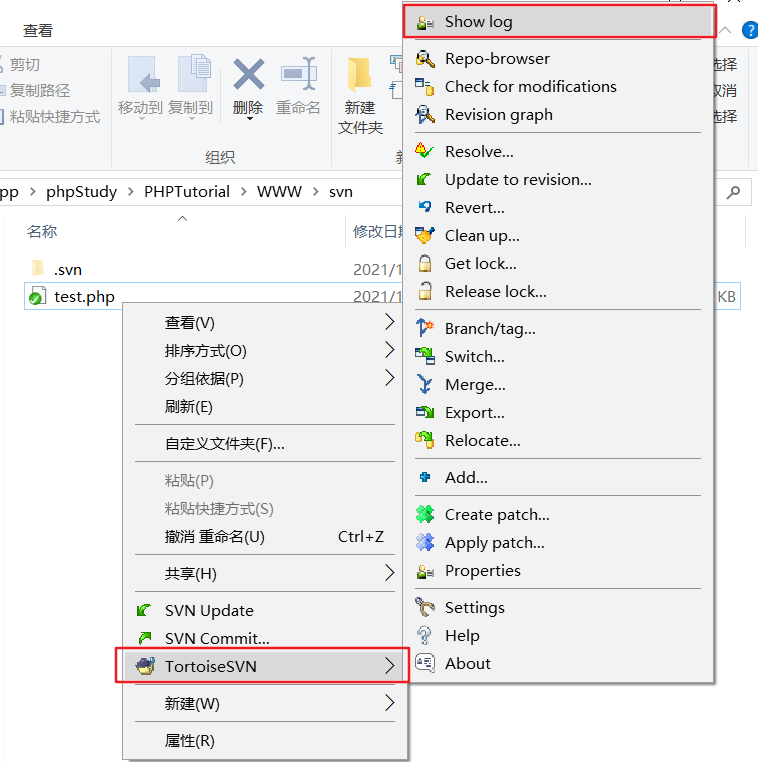 查看
剪切
复制路径
粘贴快捷方式
移动到
复制到
删除
重命名
新建
文件夹
组织
选择
取消
选择
pp > phpStudy > PHPTutorial > WWW > svn
名称
修改日期
.svn
2021/1
test.php
2021/1
KB
查看(V)
排序方式(O)
分组依据(P)
刷新(E)
自定义文件夹(F)...
粘贴(P)
粘贴快捷方式(S)
撤消 重命名(U) Ctrl+Z
共享(H)
SVN Update
SVN Commit...
TortoiseSVN
新建(W)
属性(R)
Show log
Repo-browser
Check for modifications
Revision graph
Resolve...
Update to revision...
Revert...
Clean up...
Get lock...
Release lock...
Branch/tag...
Switch...
Merge...
Export...
Relocate...
Add...
Create patch...
Apply patch...
Properties
Settings
Help
About